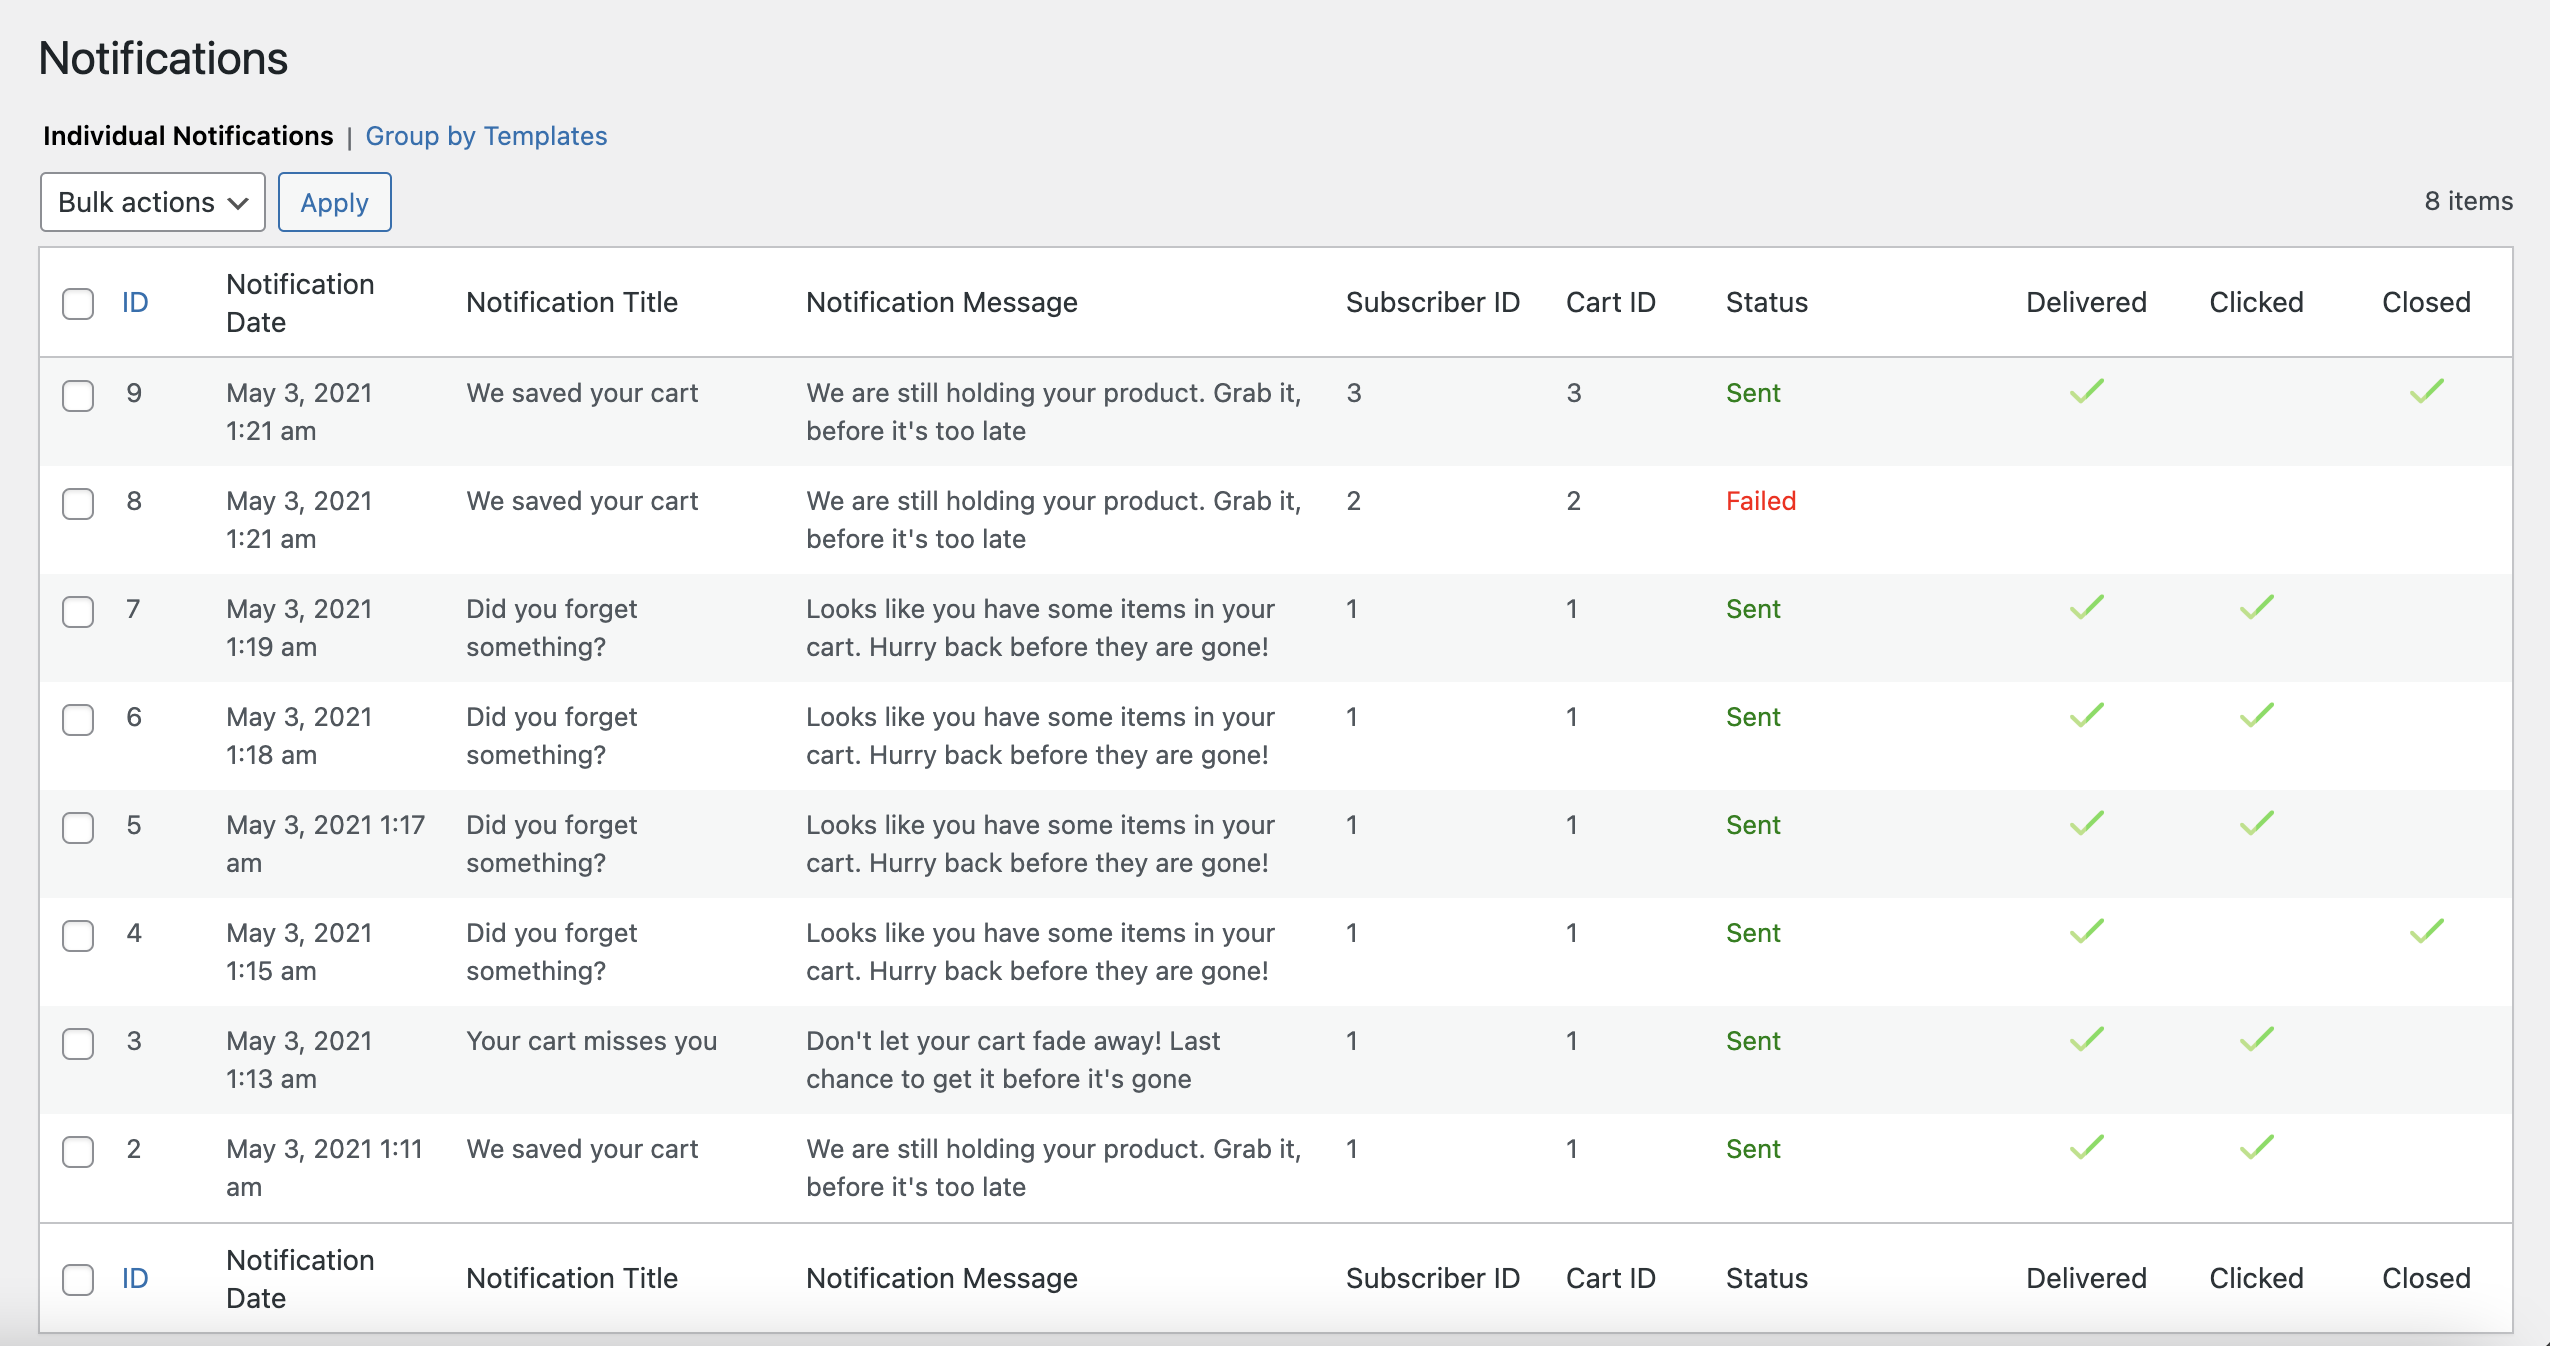 Notifications
Individual Notifications | Group by Templates
Bulk actions Apply 8 items
ID Notification Date Notification Title Notification Message Subscriber ID Cart ID Status Delivered Clicked Closed
9 May 3, 2021 We saved your cart We are still holding your product. Grab it, 3 3 Sent
1:21 am before it's too late
8 May 3, 2021 We saved your cart We are still holding your product. Grab it, 2 2 Failed
1:21 am before it's too late
7 May 3, 2021 Did you forget Looks like you have some items in your 1 1 Sent
1:19 am something? cart. Hurry back before they are gone!
6 May 3, 2021 Did you forget Looks like you have some items in your 1 1 Sent
1:18 am something? cart. Hurry back before they are gone!
5 May 3, 2021 1:17 Did you forget Looks like you have some items in your 1 1 Sent
am something? cart. Hurry back before they are gone!
4 May 3, 2021 Did you forget Looks like you have some items in your 1 1 Sent
1:15 am something? cart. Hurry back before they are gone!
3 May 3, 2021 Your cart misses you Don't let your cart fade away! Last 1 1 Sent
1:13 am chance to get it before it's gone
2 May 3, 2021 1:11 We saved your cart We are still holding your product. Grab it, 1 1 Sent
am before it's too late
ID Notification Date Notification Title Notification Message Subscriber ID Cart ID Status Delivered Clicked Closed